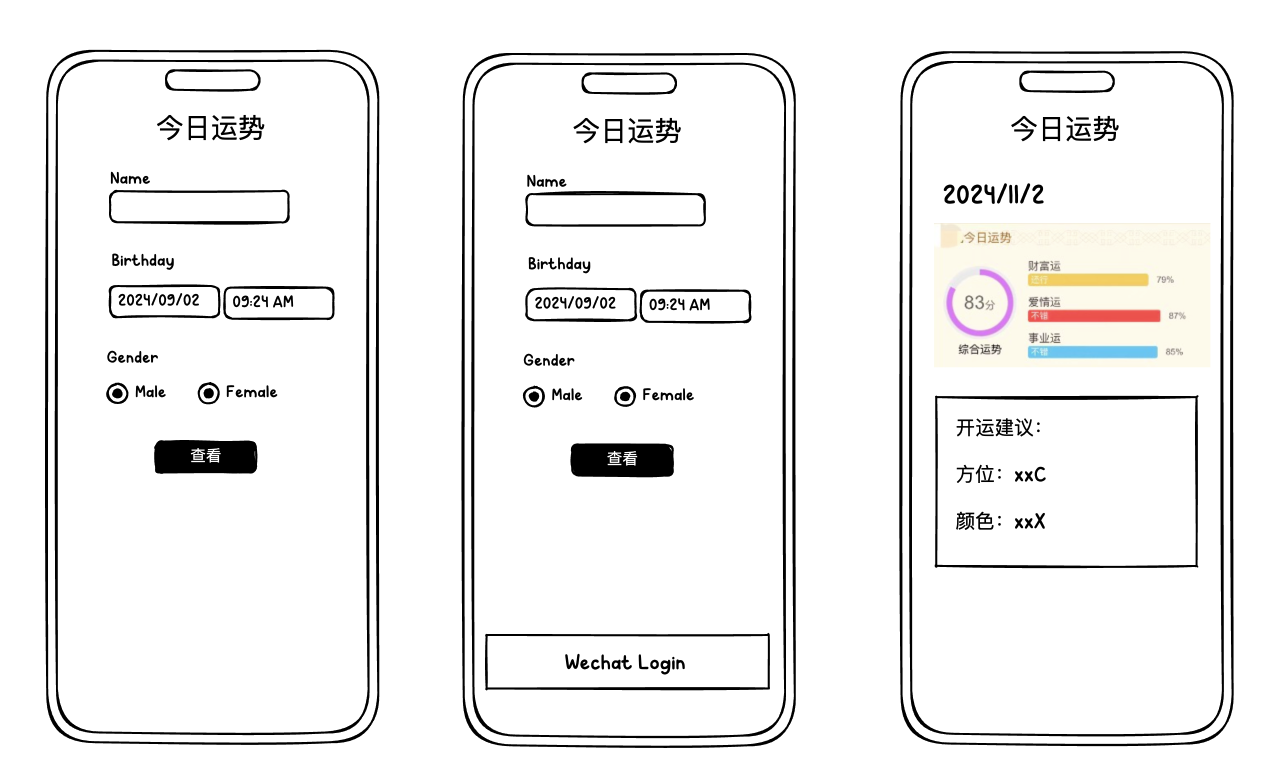 今日运势
Name
Birthday
2024/09/02 09:24 AM
Gender
Male Female
查看
今日运势
Name
Birthday
2024/09/02 09:24 AM
Gender
Male Female
查看
Wechat Login
今日运势
2024/11/2
今日运势
83分
综合运势
财富运
还行 79%
爱情运
不错 87%
事业运
不错 85%
开运建议：
方位：xxC
颜色：xxX